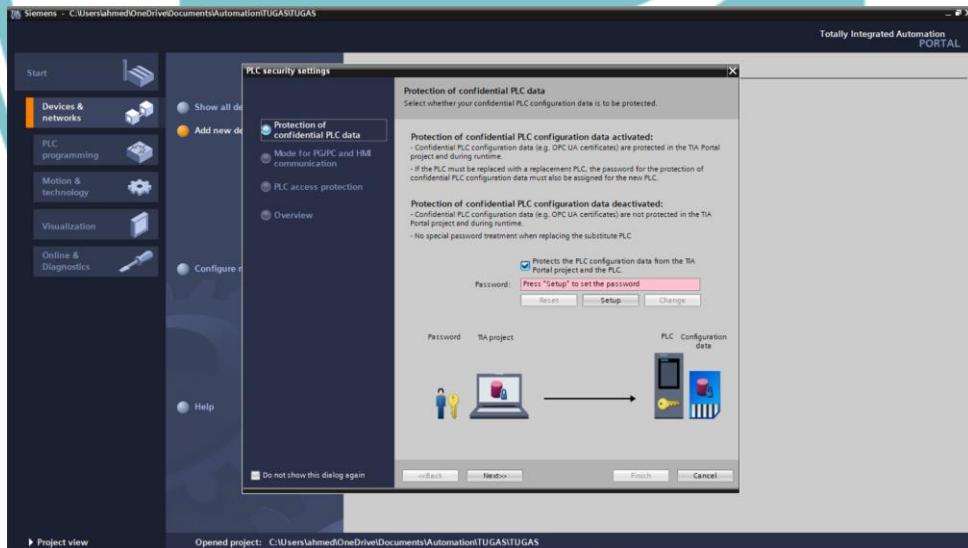 Siemens - C:\Users\ahmed\OneDrive\Documents\Automation\TUGAS\TUGAS
Totally Integrated Automation
PORTAL
Start
Devices &
networks
PLC
programming
Motion &
technology
Visualization
Online &
Diagnostics
Show all de
Add new de
Configure n
Help
PLC security settings
Protection of
confidential PLC data
Mode for PG/PC and HMI
communication
PLC access protection
Overview
Do not show this dialog again
Protection of confidential PLC data
Select whether your confidential PLC configuration data is to be protected.
Protection of confidential PLC configuration data activated:
- Confidential PLC configuration data (e.g. OPC UA certificates) are protected in the TIA Portal
project and during runtime.
- If the PLC must be replaced with a replacement PLC, the password for the protection of
confidential PLC configuration data must also be assigned for the new PLC.
Protection of confidential PLC configuration data deactivated:
- Confidential PLC configuration data (e.g. OPC UA certificates) are not protected in the TIA
Portal project and during runtime.
- No special password treatment when replacing the substitute PLC
Protects the PLC configuration data from the TIA
Portal project and the PLC.
Password: Press "Setup" to set the password
Reset Setup Change
Password TIA project PLC Configuration
data
<<Back Next>> Finish Cancel
Project view
Opened project: C:\Users\ahmed\OneDrive\Documents\Automation\TUGAS\TUGAS